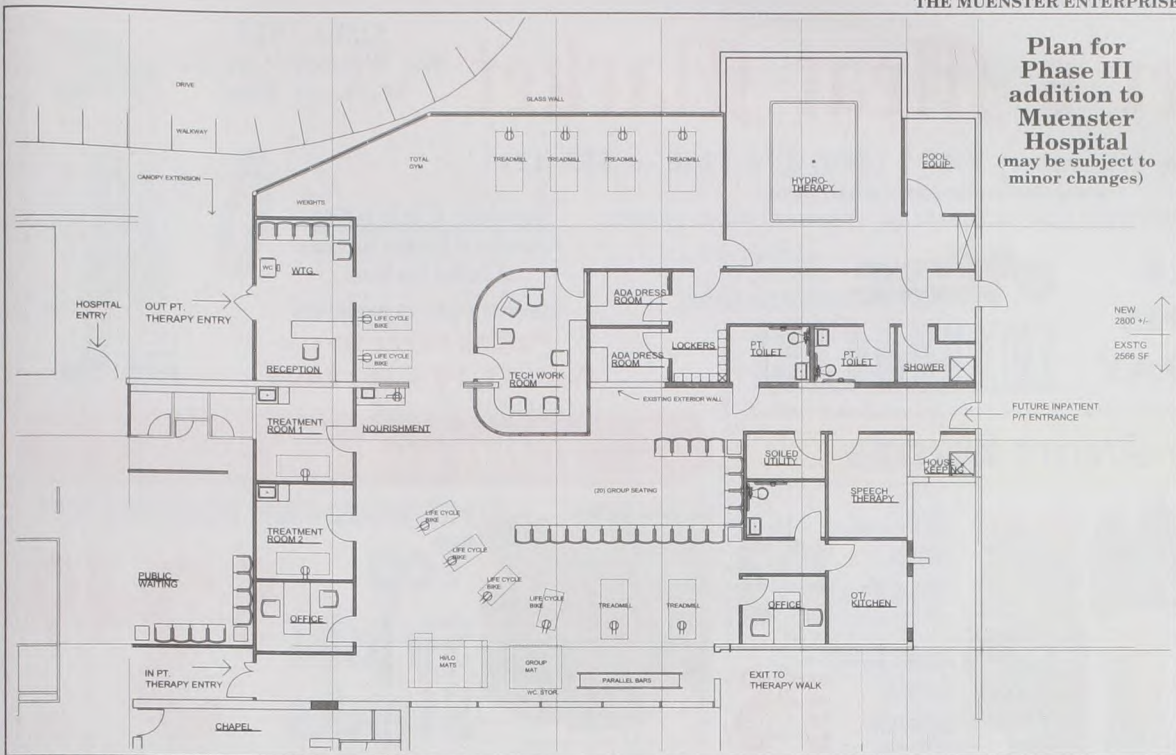 THE MUENSTER ENTERPRISE
Plan for
Phase III
addition to
Muenster
Hospital
(may be subject to
minor changes)
DRIVE
WALKWAY
CANOPY EXTENSION
GLASS WALL
TOTAL
GYM
TREADMILL
TREADMILL
TREADMILL
TREADMILL
HYDRO-
THERAPY
POOL
EQUIP.
WEIGHTS
WC
WTG.
HOSPITAL
ENTRY
OUT PT.
THERAPY ENTRY
LIFE CYCLE
BIKE
LIFE CYCLE
BIKE
RECEPTION
TECH WORK
ROOM
ADA DRESS
ROOM
ADA DRESS
ROOM
LOCKERS
PT.
TOILET
PT.
TOILET
SHOWER
NEW
2800 +/-
EXST'G
2566 SF
EXISTING EXTERIOR WALL
FUTURE INPATIENT
P/T ENTRANCE
TREATMENT
ROOM 1
NOURISHMENT
SOILED
UTILITY
SPEECH
THERAPY
HOUSE
KEEPING
(20) GROUP SEATING
TREATMENT
ROOM 2
LIFE CYCLE
BIKE
LIFE CYCLE
BIKE
LIFE CYCLE
BIKE
LIFE CYCLE
BIKE
TREADMILL
TREADMILL
PUBLIC
WAITING
OFFICE
OFFICE
OT/
KITCHEN
IN PT.
THERAPY ENTRY
HI/LO
MATS
GROUP
MAT
WC. STOR.
PARALLEL BARS
EXIT TO
THERAPY WALK
CHAPEL